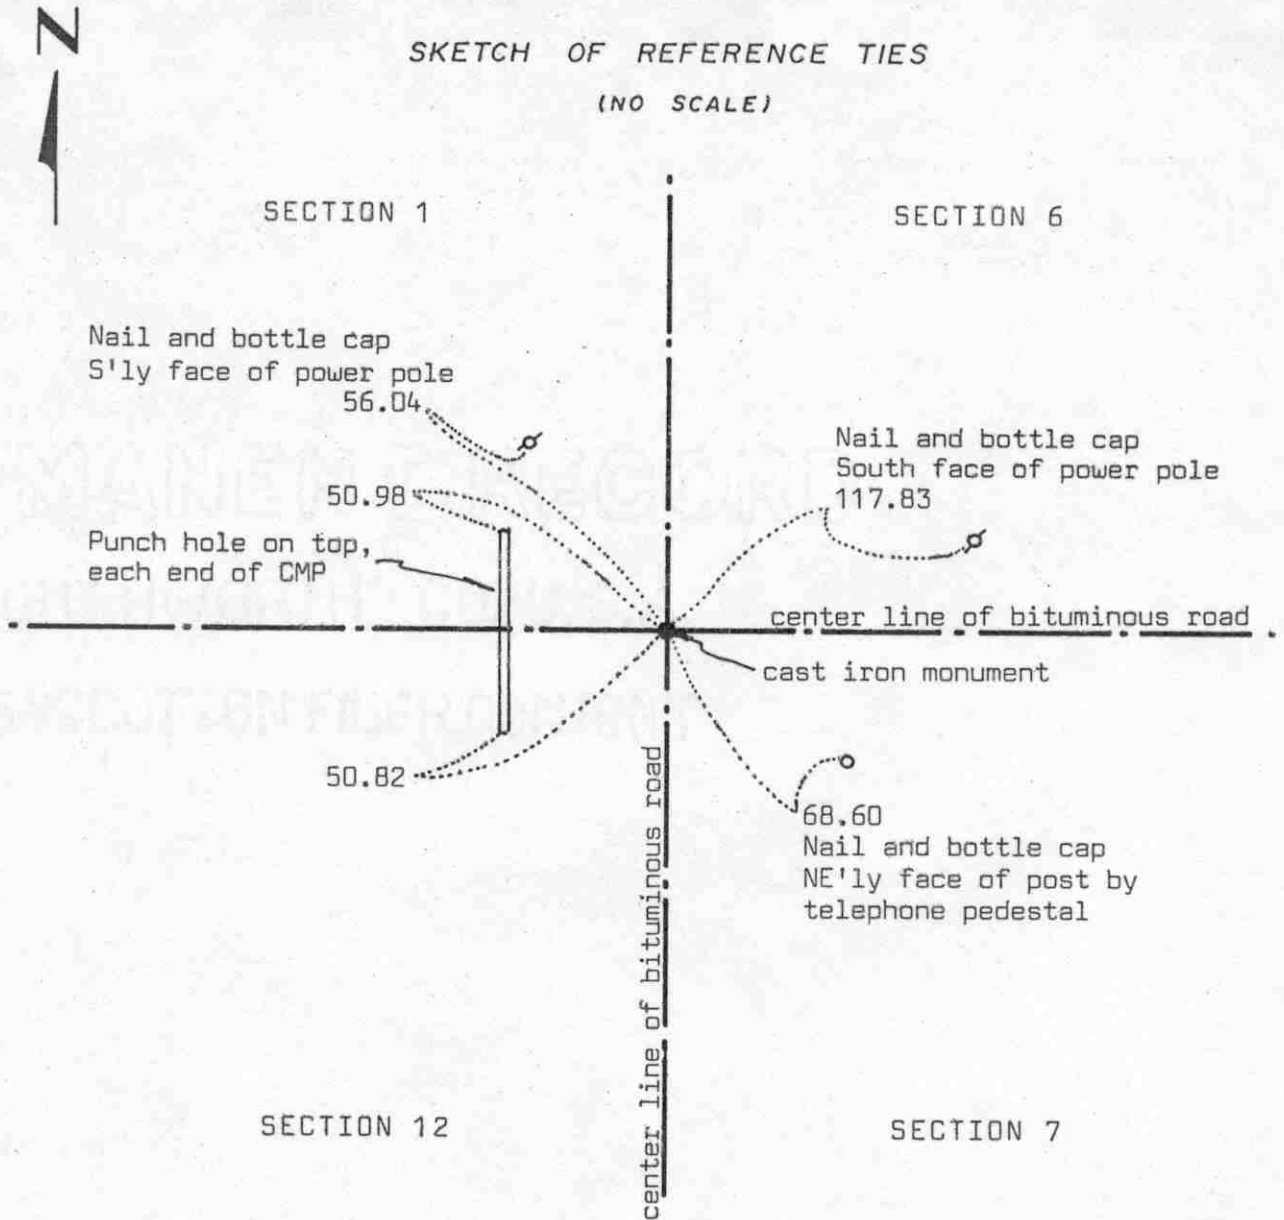 N
SKETCH OF REFERENCE TIES
(NO SCALE)
SECTION 1
SECTION 6
Nail and bottle cap
S'ly face of power pole
56.04
50.98
Punch hole on top,
each end of CMP
Nail and bottle cap
South face of power pole
117.83
center line of bituminous road
cast iron monument
50.82
68.60
Nail and bottle cap
NE'ly face of post by
telephone pedestal
center line of bituminous road
SECTION 12
SECTION 7